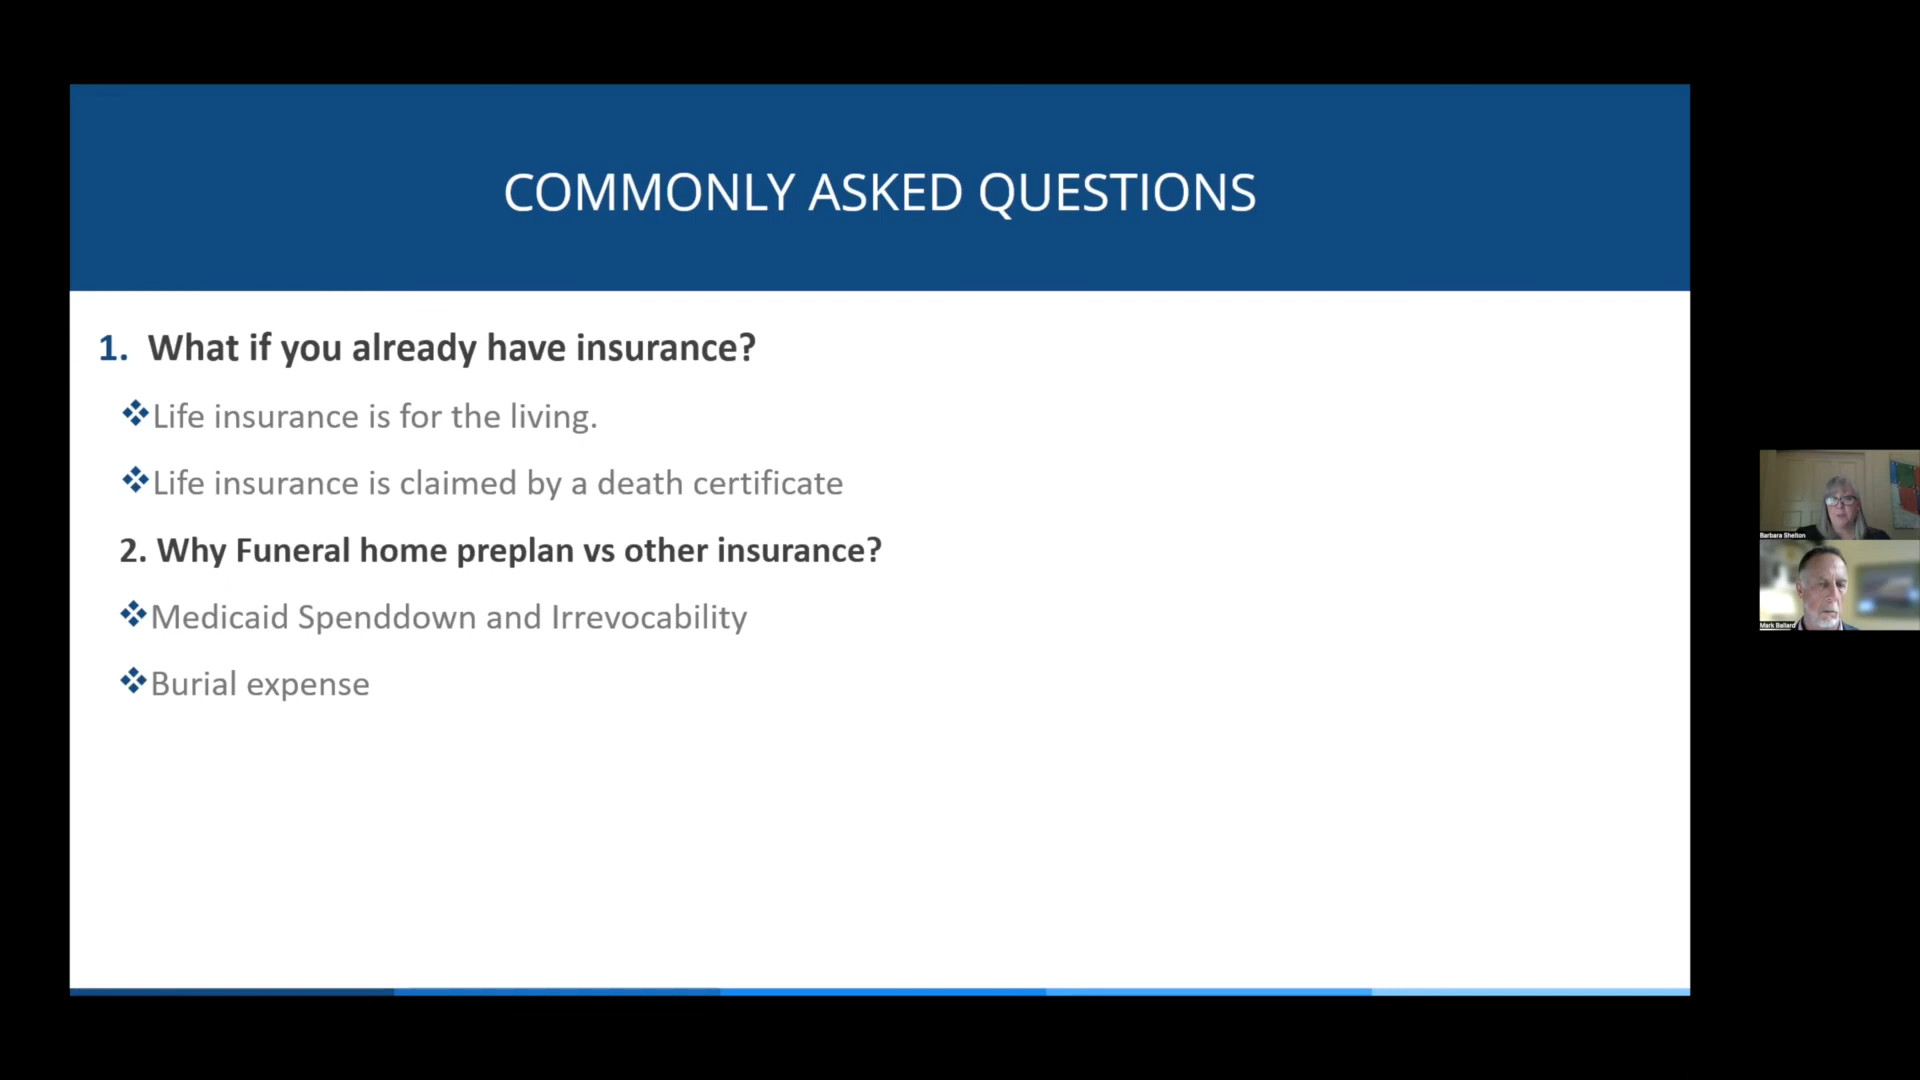 COMMONLY ASKED QUESTIONS
1. What if you already have insurance?
❖Life insurance is for the living.
❖Life insurance is claimed by a death certificate
2. Why Funeral home preplan vs other insurance?
❖Medicaid Spenddown and Irrevocability
❖Burial expense
Barbara Shelton
Mark Ballard